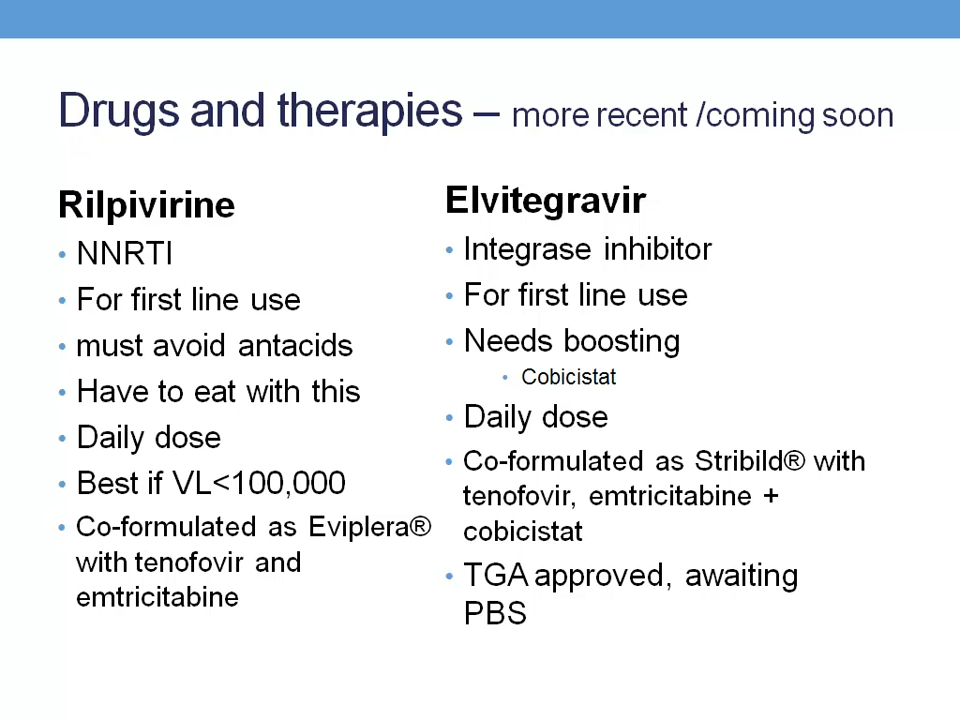 Drugs and therapies – more recent /coming soon
Rilpivirine
• NNRTI
• For first line use
• must avoid antacids
• Have to eat with this
• Daily dose
• Best if VL<100,000
• Co-formulated as Eviplera®
with tenofovir and
emtricitabine
Elvitegravir
• Integrase inhibitor
• For first line use
• Needs boosting
• Cobicistat
• Daily dose
• Co-formulated as Stribild® with
tenofovir, emtricitabine +
cobicistat
• TGA approved, awaiting
PBS